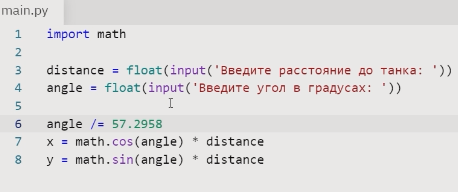 main.py
1 import math
2
3 distance = float(input('Введите расстояние до танка: '))
4 angle = float(input('Введите угол в градусах: '))
5
6 angle /= 57.2958
7 x = math.cos(angle) * distance
8 y = math.sin(angle) * distance